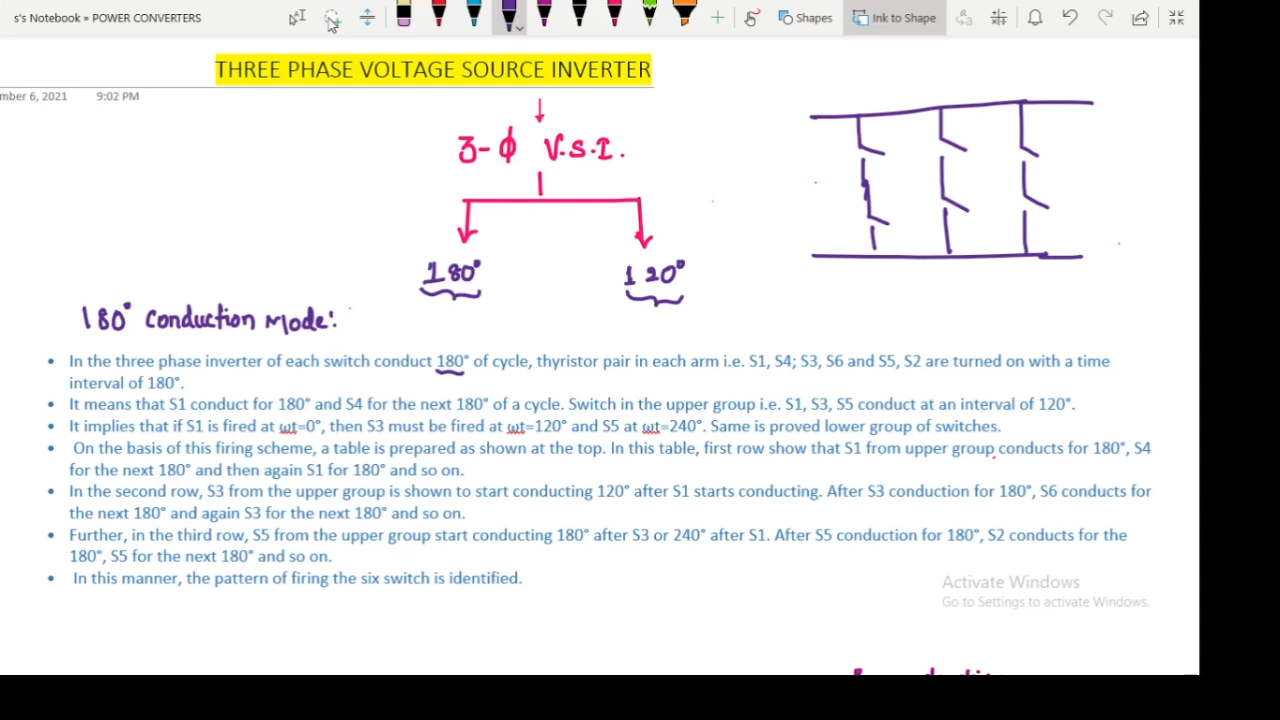 s's Notebook » POWER CONVERTERS
Shapes
Ink to Shape
THREE PHASE VOLTAGE SOURCE INVERTER
mber 6, 2021 9:02 PM
3-ϕ V.S.I.
180° 120°
180° Conduction Mode:
• In the three phase inverter of each switch conduct 180° of cycle, thyristor pair in each arm i.e. S1, S4; S3, S6 and S5, S2 are turned on with a time
interval of 180°.
• It means that S1 conduct for 180° and S4 for the next 180° of a cycle. Switch in the upper group i.e. S1, S3, S5 conduct at an interval of 120°.
• It implies that if S1 is fired at ωt=0°, then S3 must be fired at ωt=120° and S5 at ωt=240°. Same is proved lower group of switches.
• On the basis of this firing scheme, a table is prepared as shown at the top. In this table, first row show that S1 from upper group conducts for 180°, S4
for the next 180° and then again S1 for 180° and so on.
• In the second row, S3 from the upper group is shown to start conducting 120° after S1 starts conducting. After S3 conduction for 180°, S6 conducts for
the next 180° and again S3 for the next 180° and so on.
• Further, in the third row, S5 from the upper group start conducting 180° after S3 or 240° after S1. After S5 conduction for 180°, S2 conducts for the
180°, S5 for the next 180° and so on.
• In this manner, the pattern of firing the six switch is identified.
Activate Windows
Go to Settings to activate Windows.